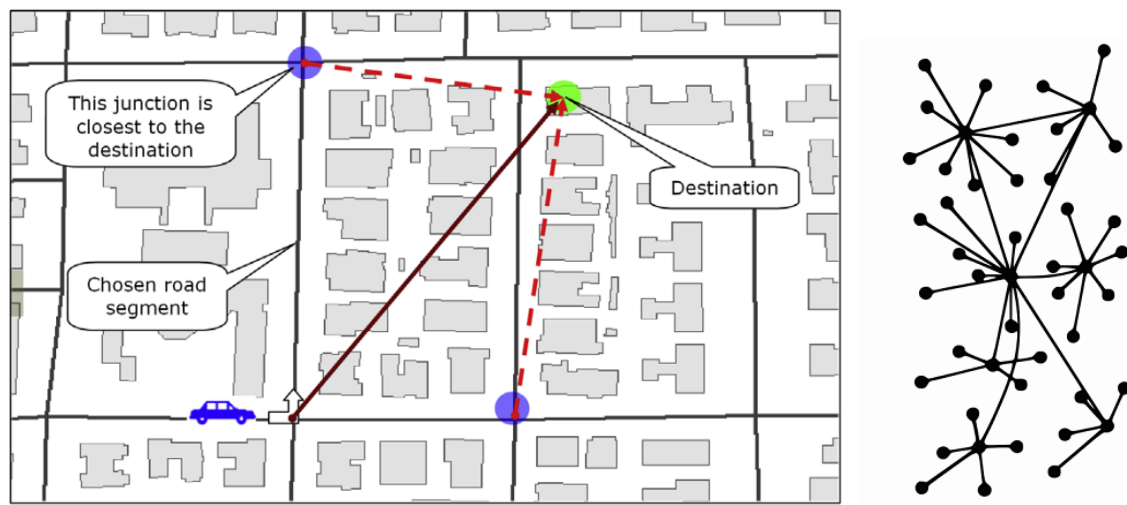 This junction is
closest to the
destination
Destination
Chosen road
segment